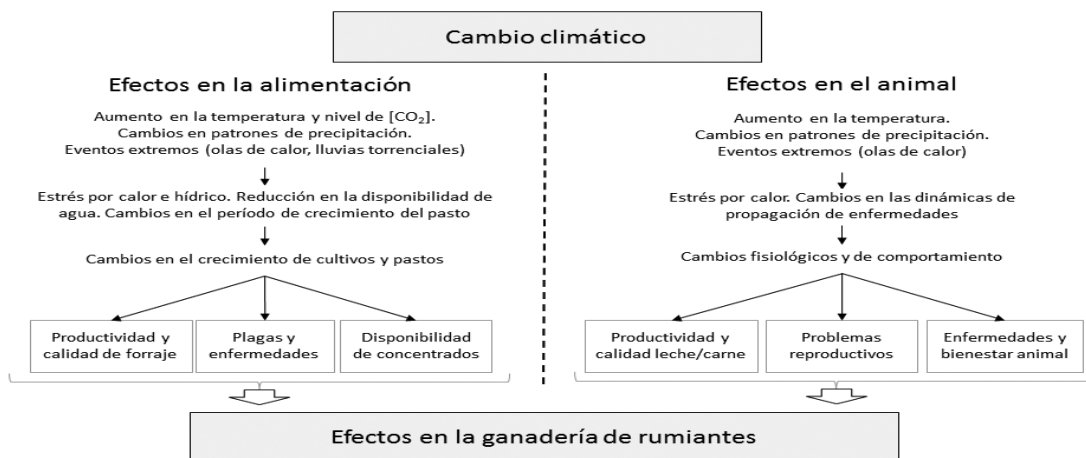 Cambio climático
Efectos en la alimentación
Aumento en la temperatura y nivel de [CO₂].
Cambios en patrones de precipitación.
Eventos extremos (olas de calor, lluvias torrenciales)
Estrés por calor e hídrico. Reducción en la disponibilidad de
agua. Cambios en el período de crecimiento del pasto
Cambios en el crecimiento de cultivos y pastos
Productividad y
calidad de forraje
Plagas y
enfermedades
Disponibilidad
de concentrados
Efectos en el animal
Aumento en la temperatura.
Cambios en patrones de precipitación.
Eventos extremos (olas de calor)
Estrés por calor. Cambios en las dinámicas de
propagación de enfermedades
Cambios fisiológicos y de comportamiento
Productividad y
calidad leche/carne
Problemas
reproductivos
Enfermedades y
bienestar animal
Efectos en la ganadería de rumiantes